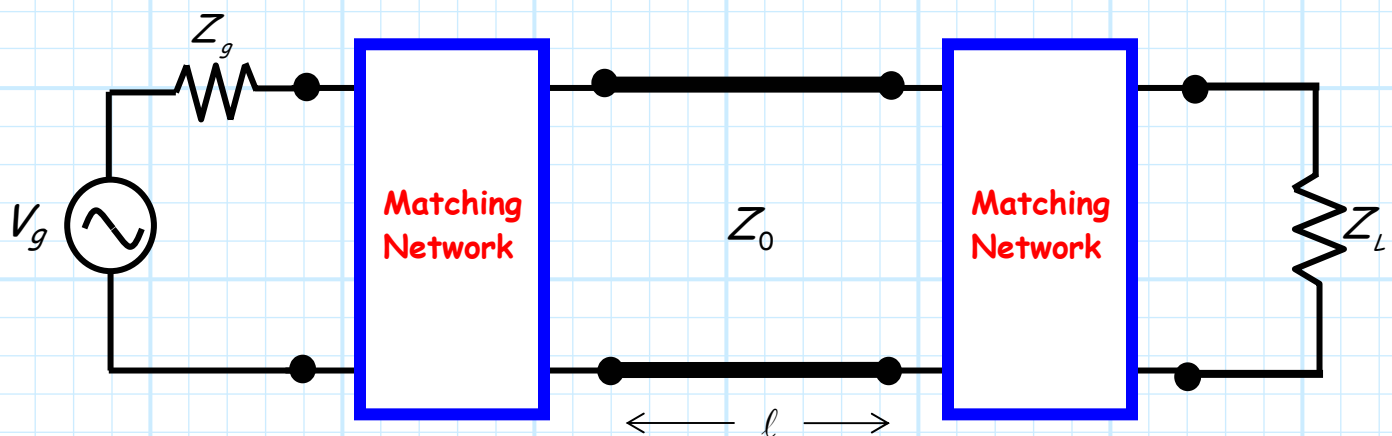 Z_g
V_g
Matching
Network
Z_0
Matching
Network
Z_L
ℓ